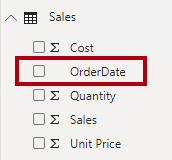 Sales
Σ Cost
OrderDate
Σ Quantity
Σ Sales
Σ Unit Price